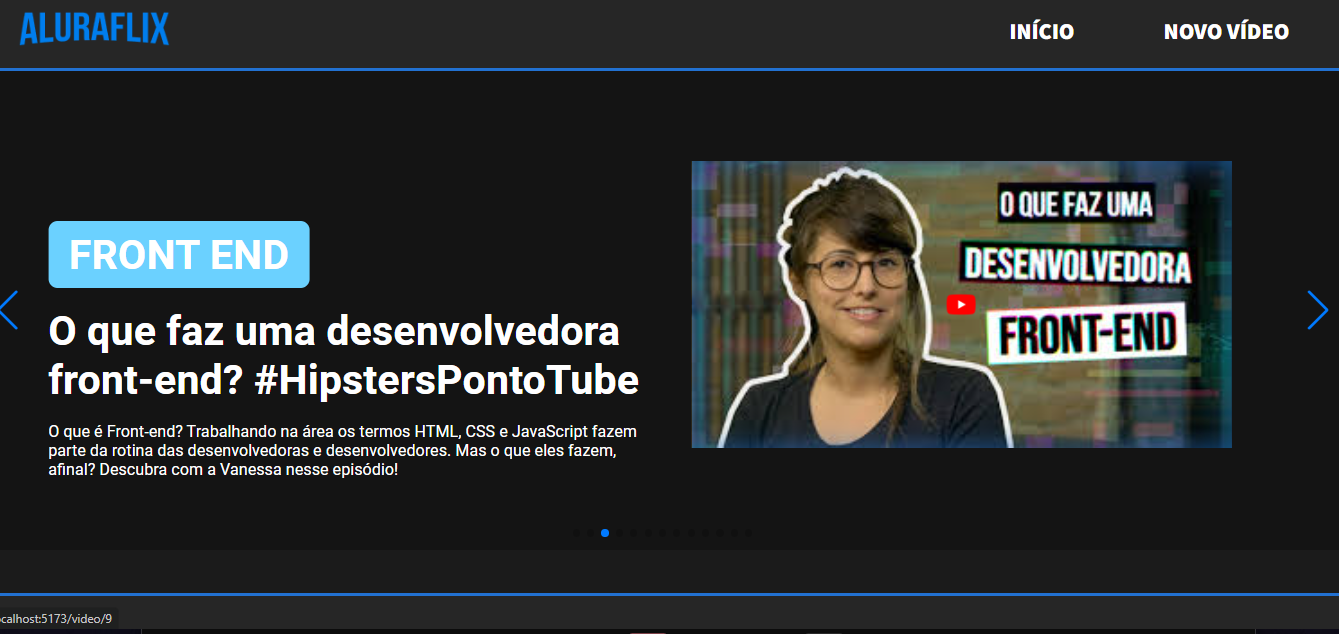 ALURAFLIX
INÍCIO
NOVO VÍDEO
FRONT END
O que faz uma desenvolvedora
front-end? #HipstersPontoTube
O que é Front-end? Trabalhando na área os termos HTML, CSS e JavaScript fazem
parte da rotina das desenvolvedoras e desenvolvedores. Mas o que eles fazem,
afinal? Descubra com a Vanessa nesse episódio!
O QUE FAZ UMA
DESENVOLVEDORA
FRONT-END
ocalhost:5173/video/9